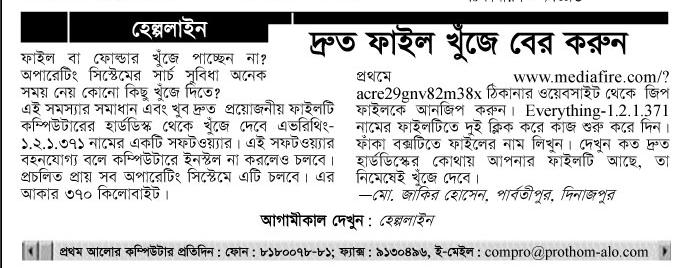 হেল্পলাইন
দ্রুত ফাইল খুঁজে বের করুন
ফাইল বা ফোল্ডার খুঁজে পাচ্ছেন না?
অপারেটিং সিস্টেমের সার্চ সুবিধা অনেক
সময় নেয় কোনো কিছু খুঁজে দিতে?
এই সমস্যার সমাধান এবং খুব দ্রুত প্রয়োজনীয় ফাইলটি
কম্পিউটারের হার্ডডিস্ক থেকে খুঁজে দেবে এভরিথিং-
১.২.১.৩৭১ নামের একটি সফটওয়্যার। এই সফটওয়্যার
বহনযোগ্য বলে কম্পিউটারে ইনস্টল না করলেও চলবে।
প্রচলিত প্রায় সব অপারেটিং সিস্টেমে এটি চলবে। এর
আকার ৩৭০ কিলোবাইট।
প্রথমে www.mediafire.com/?
acre29gnv82m38x ঠিকানার ওয়েবসাইট থেকে জিপ
ফাইলকে আনজিপ করুন। Everything-1.2.1.371
নামের ফাইলটিতে দুই ক্লিক করে কাজ শুরু করে দিন।
ফাঁকা বক্সটিতে ফাইলের নাম লিখুন। দেখুন কত দ্রুত
হার্ডডিস্কের কোথায় আপনার ফাইলটি আছে, তা
নিমেষেই খুঁজে দেবে।
—মো. জাকির হোসেন, পার্বতীপুর, দিনাজপুর
আগামীকাল দেখুন : হেল্পলাইন
প্রথম আলোর কম্পিউটার প্রতিদিন : ফোন : ৮১৮০০৭৮-৮১; ফ্যাক্স : ৯১৩০৪৯৬, ই-মেইল : compro@prothom-alo.com